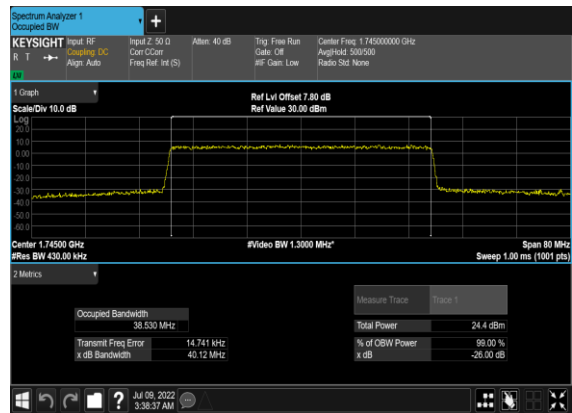 Spectrum Analyzer 1
Occupied BW
+
KEYSIGHT Input: RF Input Z: 50 Ω Atten: 40 dB Trig: Free Run Center Freq: 1.745000000 GHz
R T Coupling: DC Corr CCorr Gate: Off Avg|Hold: 500/500
Align: Auto Freq Ref: Int (S) #IF Gain: Low Radio Std: None
1 Graph Ref Lvl Offset 7.80 dB
Scale/Div 10.0 dB Ref Value 30.00 dBm
Log
20.0
10.0
0.00
-10.0
-20.0
-30.0
-40.0
-50.0
-60.0
Center 1.74500 GHz #Video BW 1.3000 MHz* Span 80 MHz
#Res BW 430.00 kHz Sweep 1.00 ms (1001 pts)
2 Metrics
Measure Trace Trace 1
Occupied Bandwidth
38.530 MHz Total Power 24.4 dBm
Transmit Freq Error 14.741 kHz % of OBW Power 99.00 %
x dB Bandwidth 40.12 MHz x dB -26.00 dB
? Jul 09, 2022
3:38:37 AM